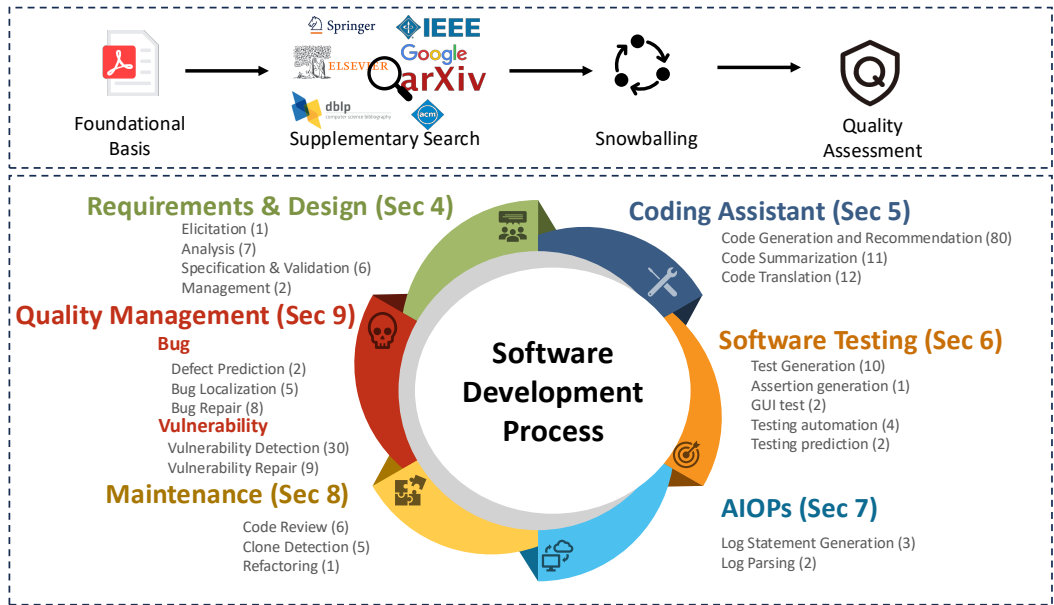 Foundational
Basis
Springer
IEEE
ELSEVIER
Google
arXiv
dblp
computer science bibliography
acm
Supplementary Search
Snowballing
Q
Quality
Assessment
Requirements & Design (Sec 4)
Elicitation (1)
Analysis (7)
Specification & Validation (6)
Management (2)
Coding Assistant (Sec 5)
Code Generation and Recommendation (80)
Code Summarization (11)
Code Translation (12)
Quality Management (Sec 9)
Bug
Defect Prediction (2)
Bug Localization (5)
Bug Repair (8)
Vulnerability
Vulnerability Detection (30)
Vulnerability Repair (9)
Software
Development
Process
Software Testing (Sec 6)
Test Generation (10)
Assertion generation (1)
GUI test (2)
Testing automation (4)
Testing prediction (2)
Maintenance (Sec 8)
Code Review (6)
Clone Detection (5)
Refactoring (1)
AIOPs (Sec 7)
Log Statement Generation (3)
Log Parsing (2)